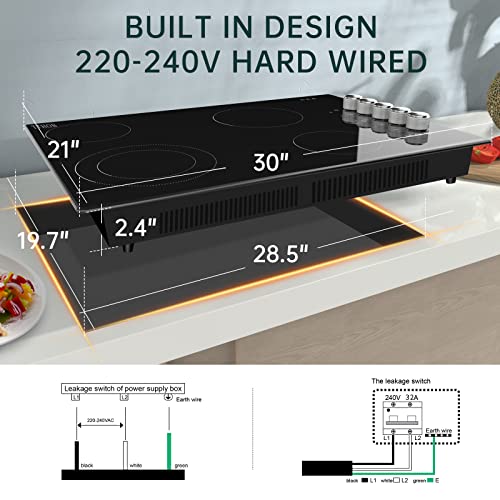 BUILT IN DESIGN
220-240V HARD WIRED
21"
30"
2.4"
19.7"
28.5"
Leakage switch of power supply box
L1
L2
Earth wire
220-240VAC
black
white
green
The leakage switch
240V 32A
Earth wire
L1
L2
black L1 white L2 green E